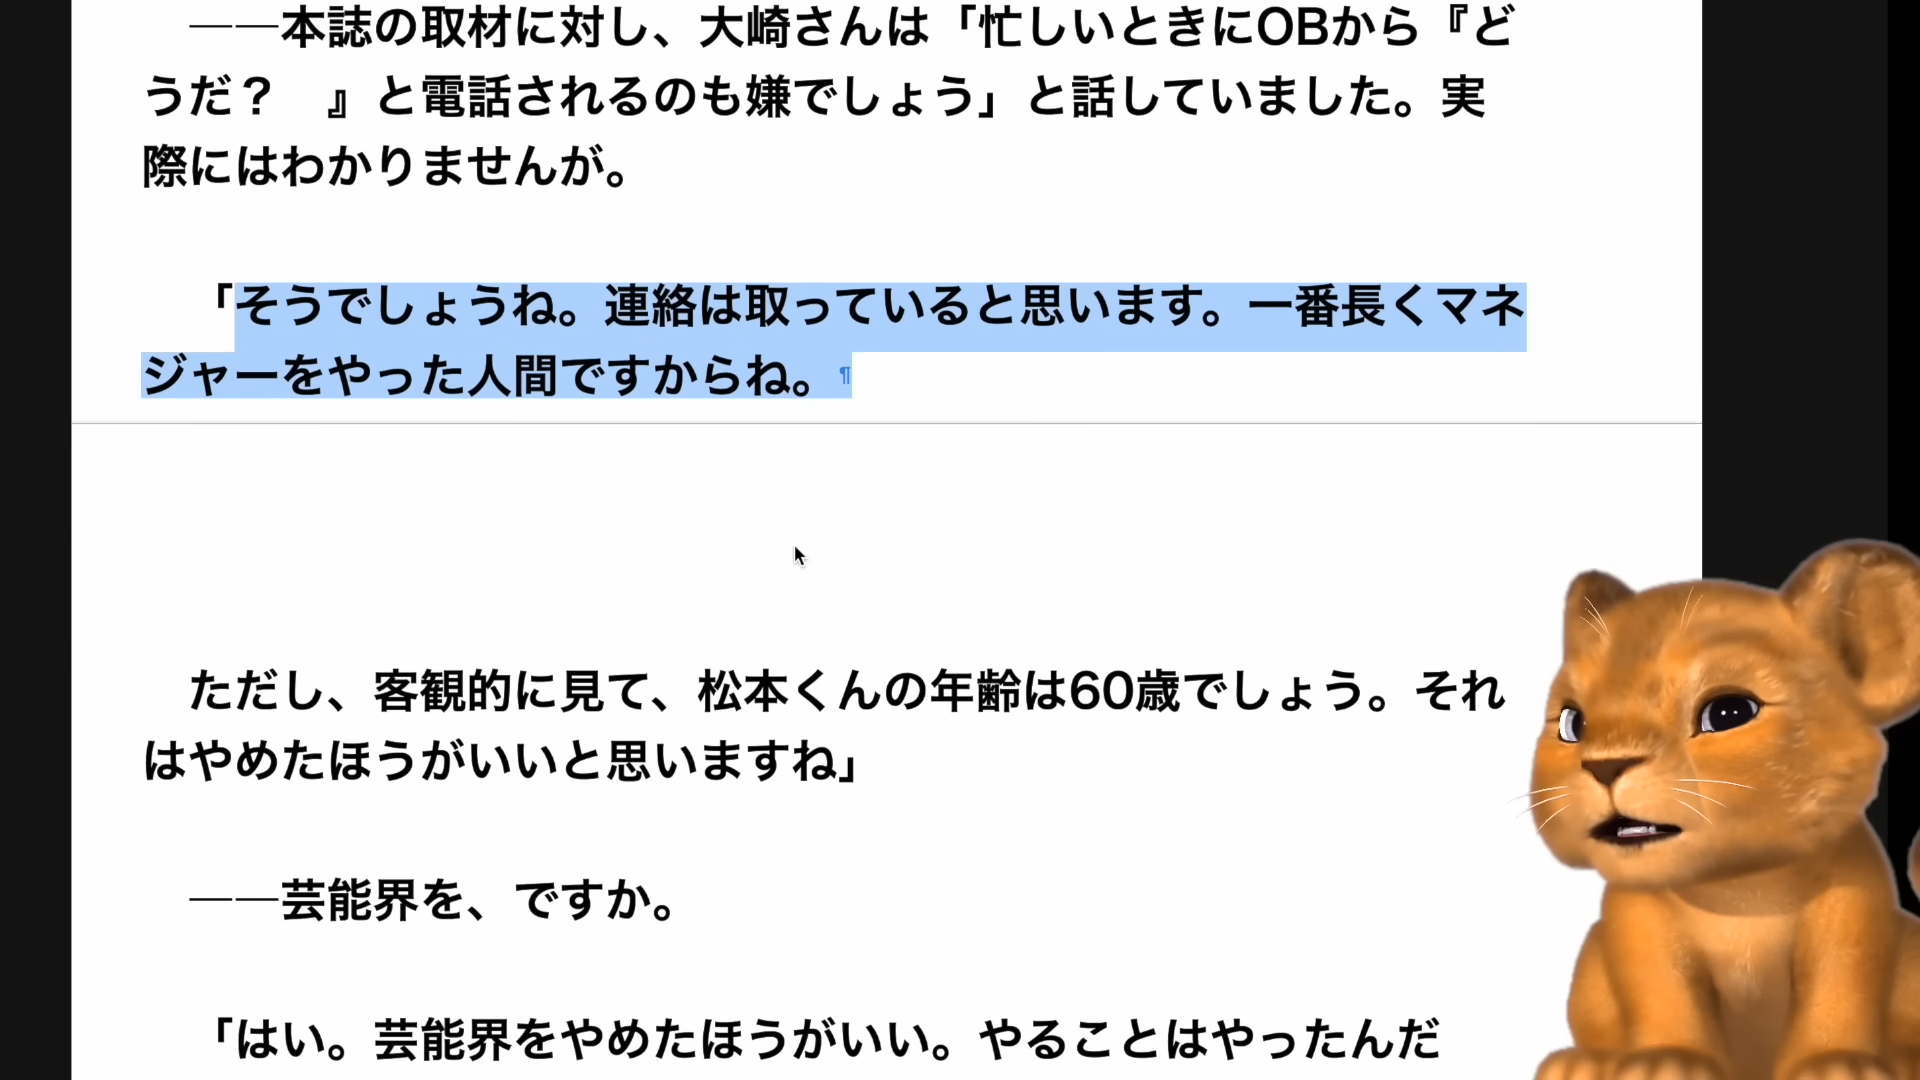 ――本誌の取材に対し、大崎さんは「忙しいときにOBから『ど
うだ？　』と電話されるのも嫌でしょう」と話していました。実
際にはわかりませんが。
「そうでしょうね。連絡は取っていると思います。一番長くマネ
ジャーをやった人間ですからね。
ただし、客観的に見て、松本くんの年齢は60歳でしょう。それ
はやめたほうがいいと思いますね」
――芸能界を、ですか。
「はい。芸能界をやめたほうがいい。やることはやったんだ